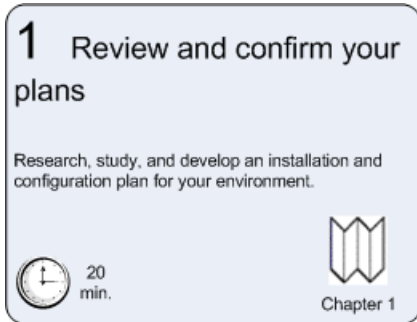 1 Review and confirm your
plans
Research, study, and develop an installation and
configuration plan for your environment.
20
min.
Chapter 1